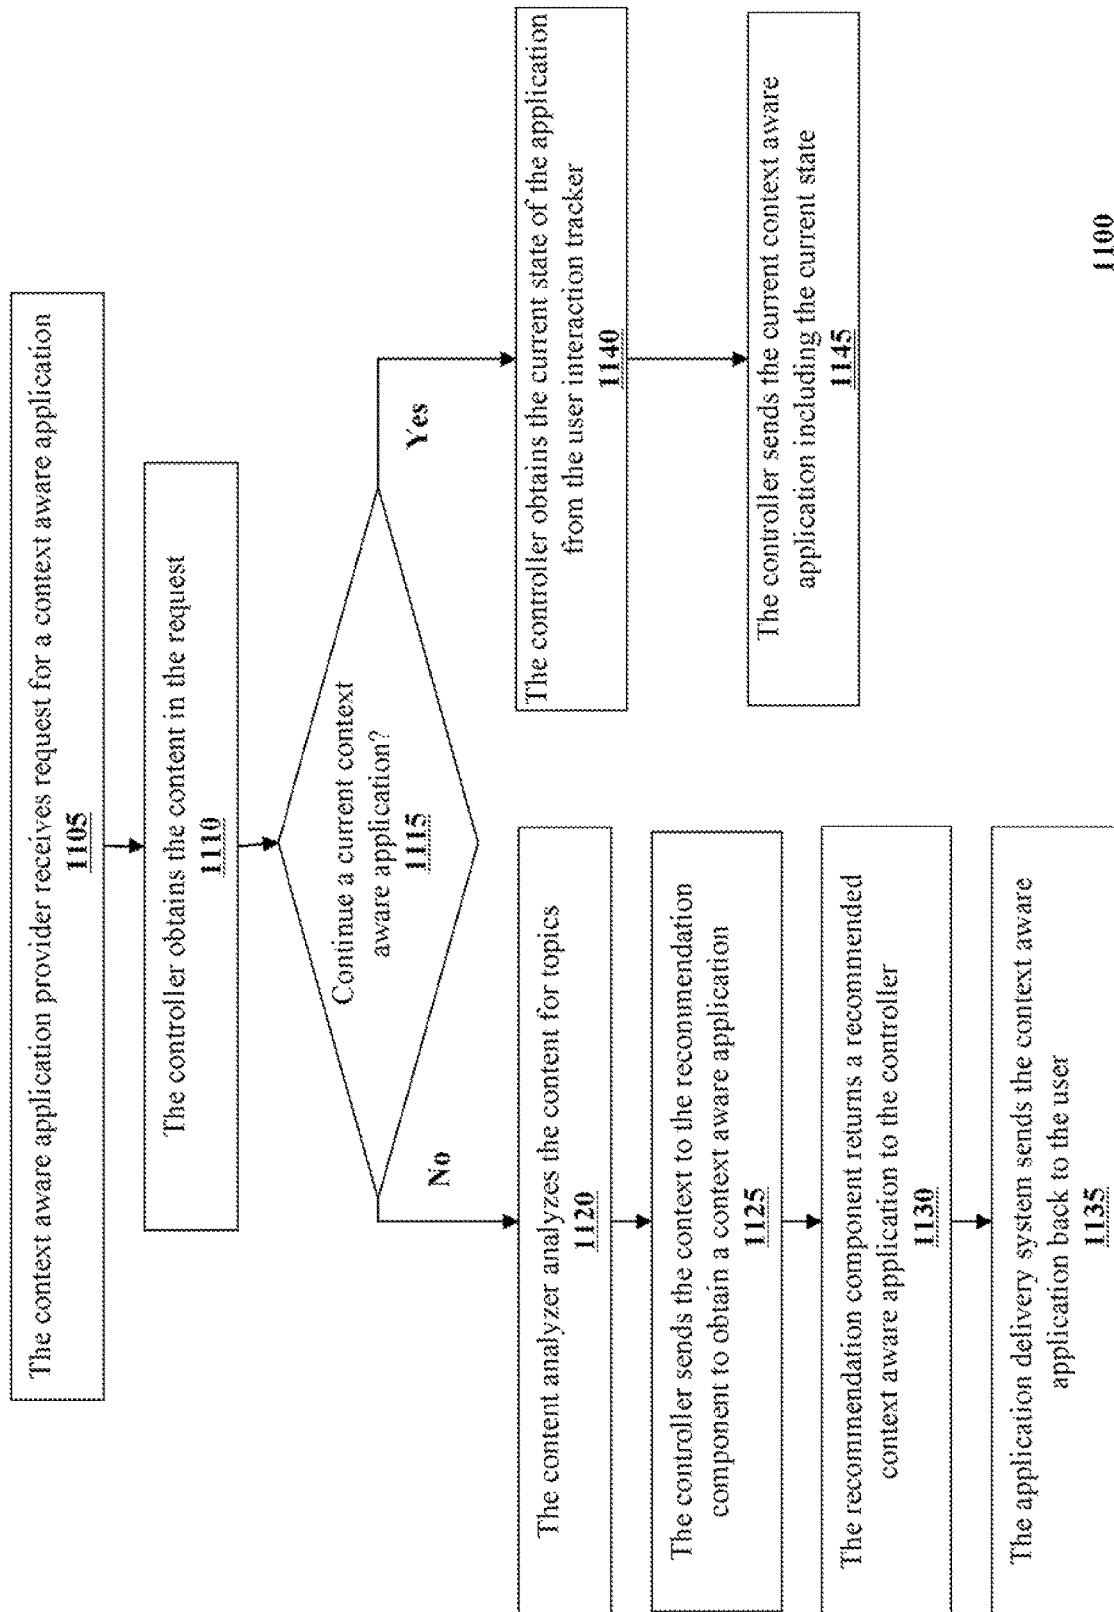 The context aware application provider receives request for a context aware application
1105
The controller obtains the content in the request
1110
Continue a current context
aware application?
1115
No
Yes
The content analyzer analyzes the content for topics
1120
The controller sends the context to the recommendation
component to obtain a context aware application
1125
The recommendation component returns a recommended
context aware application to the controller
1130
The application delivery system sends the context aware
application back to the user
1135
The controller obtains the current state of the application
from the user interaction tracker
1140
The controller sends the current context aware
application including the current state
1145
1100